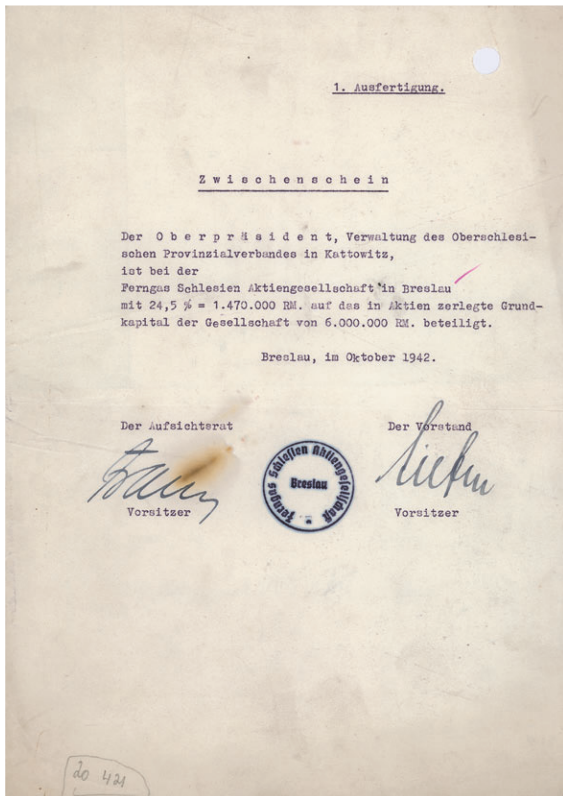 1. Ausfertigung.
Zwischenschein
Der Oberpräsident, Verwaltung des Oberschlesi-
schen Provinzialverbandes in Kattowitz,
ist bei der
Ferngas Schlesien Aktiengesellschaft in Breslau
mit 24,5 % = 1.470.000 RM. auf das in Aktien zerlegte Grund-
kapital der Gesellschaft von 6.000.000 RM. beteiligt.
Breslau, im Oktober 1942.
Der Aufsichterat
Der Vorstand
Ferngas Schlesien Aktiengesellschaft
Breslau
Vorsitzer
Vorsitzer
20 421